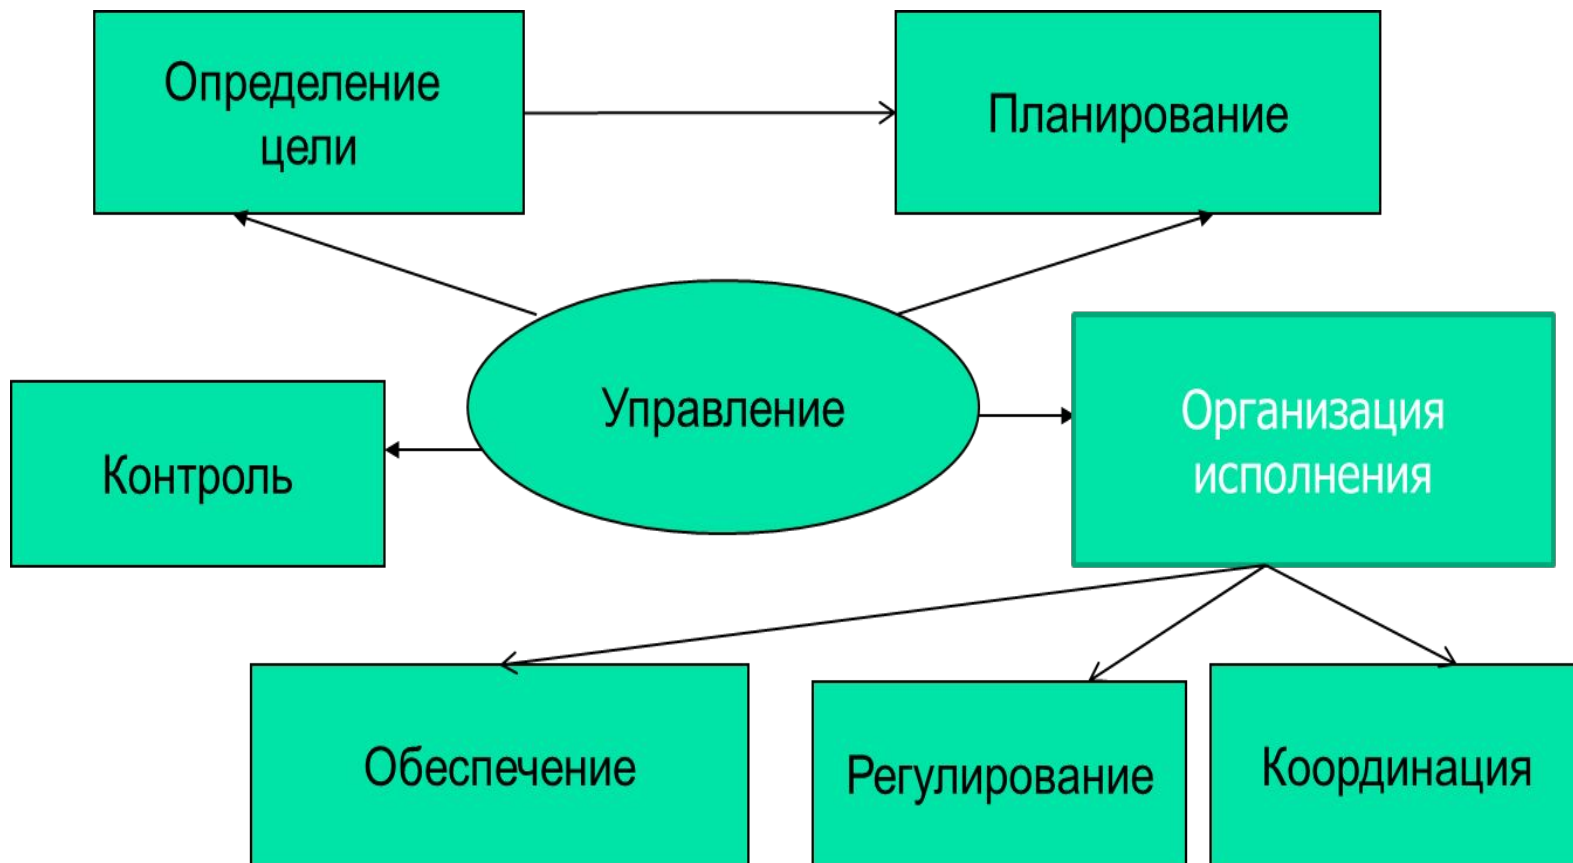 Определение
цели
Планирование
Управление
Организация
исполнения
Контроль
Обеспечение
Регулирование
Координация